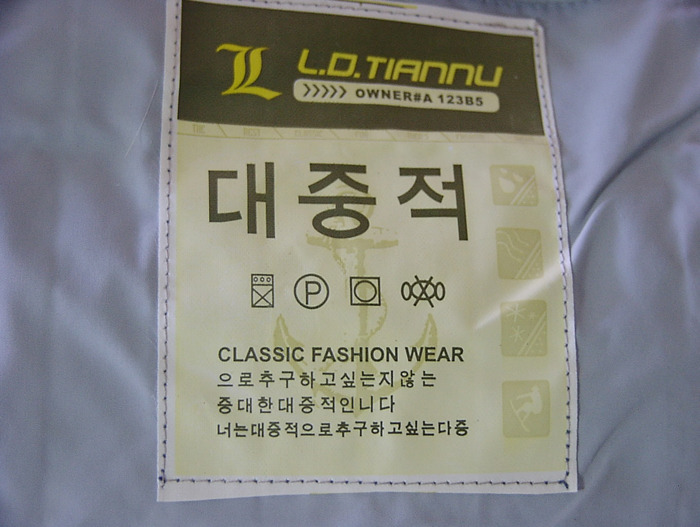 L L.D.TIANNU
>>>>> OWNER#A 123B5
대중적
P
CLASSIC FASHION WEAR
으로추구하고싶는지않는
중대한대중적인니다
너는대중적으로추구하고싶는다중